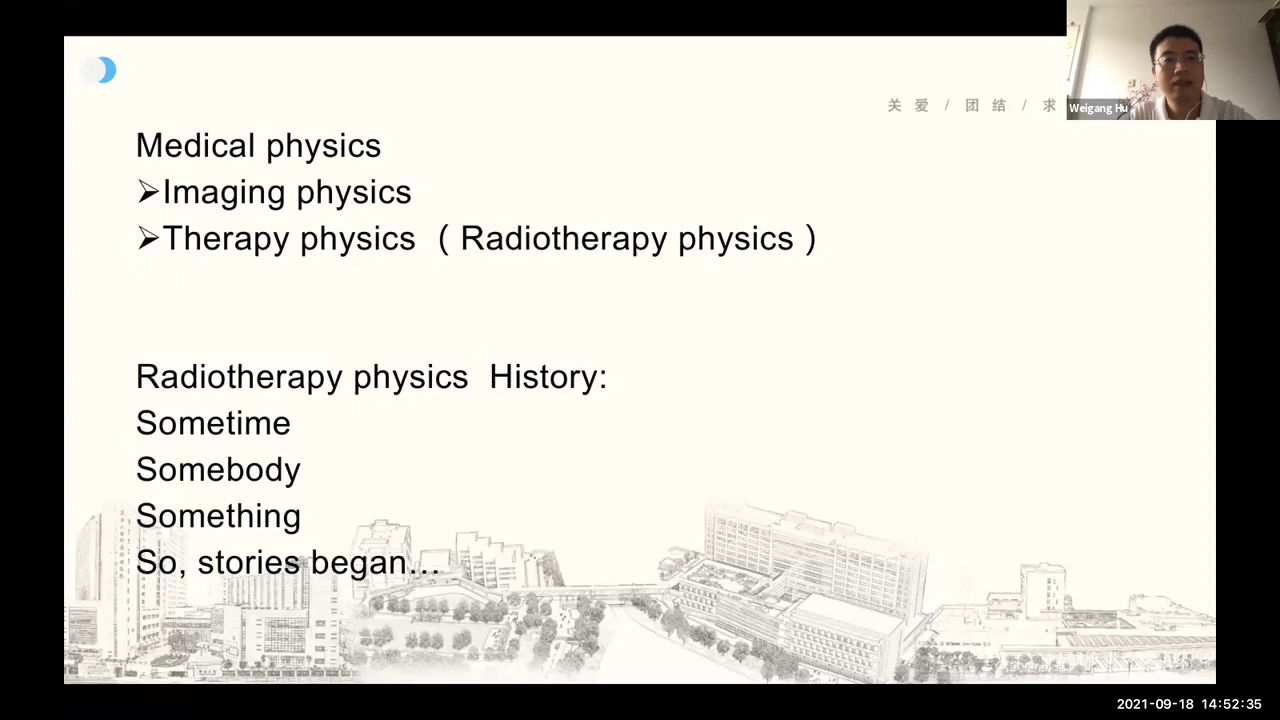 关 爱 / 团 结 / 求
Weigang Hu
Medical physics
➢Imaging physics
➢Therapy physics （ Radiotherapy physics ）
Radiotherapy physics  History:
Sometime
Somebody
Something
So, stories began…
2021-09-18 14:52:35